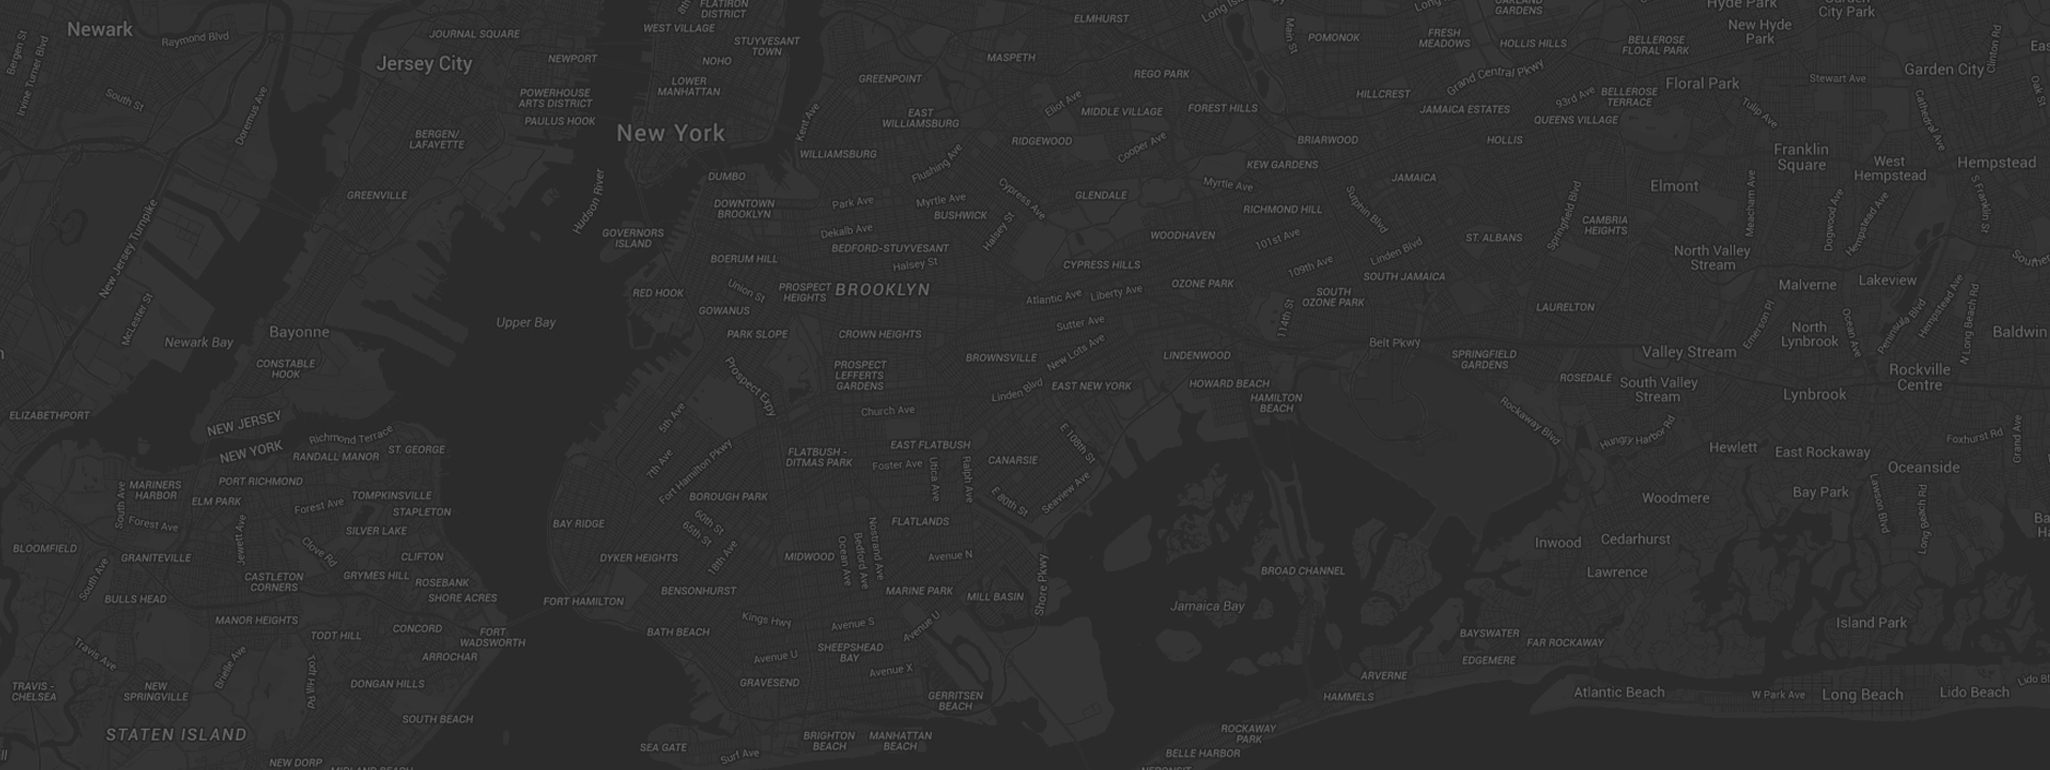 Newark
Raymond Blvd
Bergen St
Irvine Turner Blvd
South St
Doremus Ave
JOURNAL SQUARE
Jersey City
NEWPORT
POWERHOUSE
ARTS DISTRICT
PAULUS HOOK
BERGEN/
LAFAYETTE
GREENVILLE
Hudson River
New Jersey Turnpike
McLester St
Newark Bay
Bayonne
CONSTABLE
HOOK
Upper Bay
ELIZABETHPORT
NEW JERSEY
NEW YORK
FLATIRON
DISTRICT
WEST VILLAGE
STUYVESANT
TOWN
NOHO
LOWER
MANHATTAN
New York
Kent Ave
GREENPOINT
EAST
WILLIAMSBURG
WILLIAMSBURG
Flushing Ave
DUMBO
DOWNTOWN
BROOKLYN
GOVERNORS
ISLAND
Park Ave
Myrtle Ave
BUSHWICK
Dekalb Ave
BEDFORD-STUYVESANT
Halsey St
Halsey St
Cypress Ave
BOERUM HILL
RED HOOK
Union St
PROSPECT
HEIGHTS
BROOKLYN
GOWANUS
PARK SLOPE
CROWN HEIGHTS
Prospect Expy
PROSPECT
LEFFERTS
GARDENS
Church Ave
BROWNSVILLE
Atlantic Ave
Liberty Ave
Sutter Ave
New Lots Ave
Linden Blvd
EAST NEW YORK
ELMHURST
MASPETH
REGO PARK
Eliot Ave
MIDDLE VILLAGE
RIDGEWOOD
Cooper Ave
FOREST HILLS
GLENDALE
Myrtle Ave
KEW GARDENS
RICHMOND HILL
WOODHAVEN
CYPRESS HILLS
101st Ave
109th Ave
OZONE PARK
SOUTH
OZONE PARK
114th St
Main St
POMONOK
FRESH
MEADOWS
HOLLIS HILLS
Grand Central Pkwy
HILLCREST
JAMAICA ESTATES
BRIARWOOD
HOLLIS
JAMAICA
Sutphin Blvd
Linden Blvd
ST. ALBANS
SOUTH JAMAICA
93rd Ave
QUEENS VILLAGE
BELLEROSE
TERRACE
BELLEROSE
FLORAL PARK
GARDENS
Hyde Park
New Hyde
Park
City Park
Floral Park
Stewart Ave
Garden City
Clinton Rd
Oak St
Tulip Ave
Cathedral Ave
Franklin
Square
West
Hempstead
Hempstead
S Franklin St
Elmont
Meacham Ave
Dogwood Ave
Hempstead Ave
Springfield Blvd
CAMBRIA
HEIGHTS
North Valley
Stream
Malverne
Lakeview
LAURELTON
Emerson Pl
North
Lynbrook
Ocean Ave
Peninsula Blvd
Hempstead Ave
N Long Beach Rd
Baldwin
Belt Pkwy
LINDENWOOD
HOWARD BEACH
HAMILTON
BEACH
SPRINGFIELD
GARDENS
Valley Stream
ROSEDALE
South Valley
Stream
Lynbrook
Rockville
Centre
Rockaway Blvd
Hungry Harbor Rd
Hewlett
East Rockaway
Foxhurst Rd
Grand Ave
Oceanside
Woodmere
Bay Park
Lawson Blvd
Long Beach Rd
Inwood
Cedarhurst
Lawrence
Island Park
5th Ave
7th Ave
Fort Hamilton Pkwy
FLATBUSH -
DITMAS PARK
EAST FLATBUSH
Foster Ave
Utica Ave
Ralph Ave
CANARSIE
E 108th St
E 80th St
Seaview Ave
BOROUGH PARK
60th St
65th St
18th Ave
BAY RIDGE
DYKER HEIGHTS
FLATLANDS
MIDWOOD
Ocean Ave
Bedford Ave
Nostrand Ave
Avenue N
BENSONHURST
MARINE PARK
MILL BASIN
Shore Pkwy
FORT HAMILTON
Kings Hwy
BATH BEACH
Avenue S
Avenue U
SHEEPSHEAD
BAY
Avenue U
Avenue X
GRAVESEND
GERRITSEN
BEACH
BRIGHTON
BEACH
MANHATTAN
BEACH
SEA GATE
Surf Ave
Richmond Terrace
RANDALL MANOR
ST. GEORGE
MARINERS
HARBOR
PORT RICHMOND
ELM PARK
South Ave
Forest Ave
Forest Ave
Jewett Ave
TOMPKINSVILLE
STAPLETON
SILVER LAKE
BLOOMFIELD
GRANITEVILLE
Clove Rd
CLIFTON
South Ave
CASTLETON
CORNERS
GRYMES HILL
ROSEBANK
SHORE ACRES
BULLS HEAD
MANOR HEIGHTS
TODT HILL
CONCORD
FORT
WADSWORTH
Travis Ave
Brielle Ave
Todt Hill Rd
ARROCHAR
TRAVIS -
CHELSEA
NEW
SPRINGVILLE
DONGAN HILLS
SOUTH BEACH
STATEN ISLAND
NEW DORP
MIDLAND BEACH
BROAD CHANNEL
Jamaica Bay
BAYSWATER
FAR ROCKAWAY
EDGEMERE
ARVERNE
HAMMELS
ROCKAWAY
PARK
BELLE HARBOR
Atlantic Beach
W Park Ave
Long Beach
Lido Beach